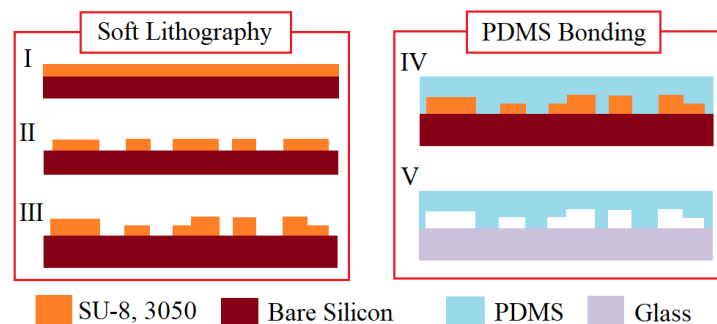 Soft Lithography
I
II
III
PDMS Bonding
IV
V
SU-8, 3050
Bare Silicon
PDMS
Glass